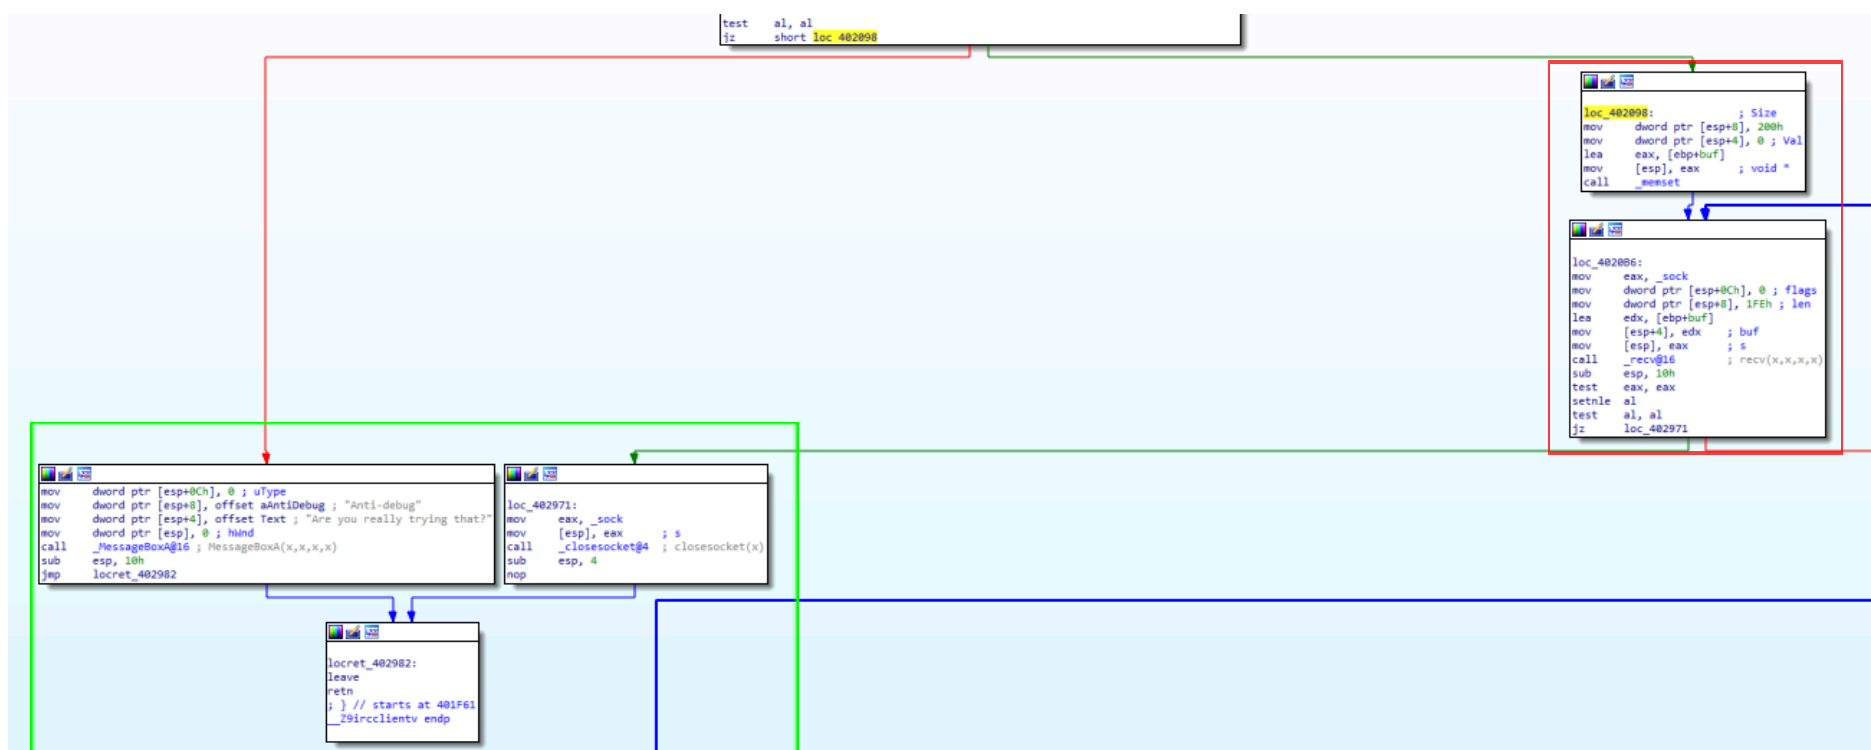 test al, al
jz short loc_402098
loc_402098: ; Size
mov dword ptr [esp+8], 200h
mov dword ptr [esp+4], 0 ; Val
lea eax, [ebp+buf]
mov [esp], eax ; void *
call _memset
loc_4020B6:
mov eax, _sock
mov dword ptr [esp+0Ch], 0 ; flags
mov dword ptr [esp+8], 1FEh ; len
lea edx, [ebp+buf]
mov [esp+4], edx ; buf
mov [esp], eax ; s
call _recv@16 ; recv(x,x,x,x)
sub esp, 10h
test eax, eax
setnle al
test al, al
jz loc_402971
mov dword ptr [esp+0Ch], 0 ; uType
mov dword ptr [esp+8], offset aAntiDebug ; "Anti-debug"
mov dword ptr [esp+4], offset Text ; "Are you really trying that?"
mov dword ptr [esp], 0 ; hWnd
call _MessageBoxA@16 ; MessageBoxA(x,x,x,x)
sub esp, 10h
jmp locret_402982
loc_402971:
mov eax, _sock
mov [esp], eax ; s
call _closesocket@4 ; closesocket(x)
sub esp, 4
nop
locret_402982:
leave
retn
; } // starts at 401F61
__Z9ircclientv endp